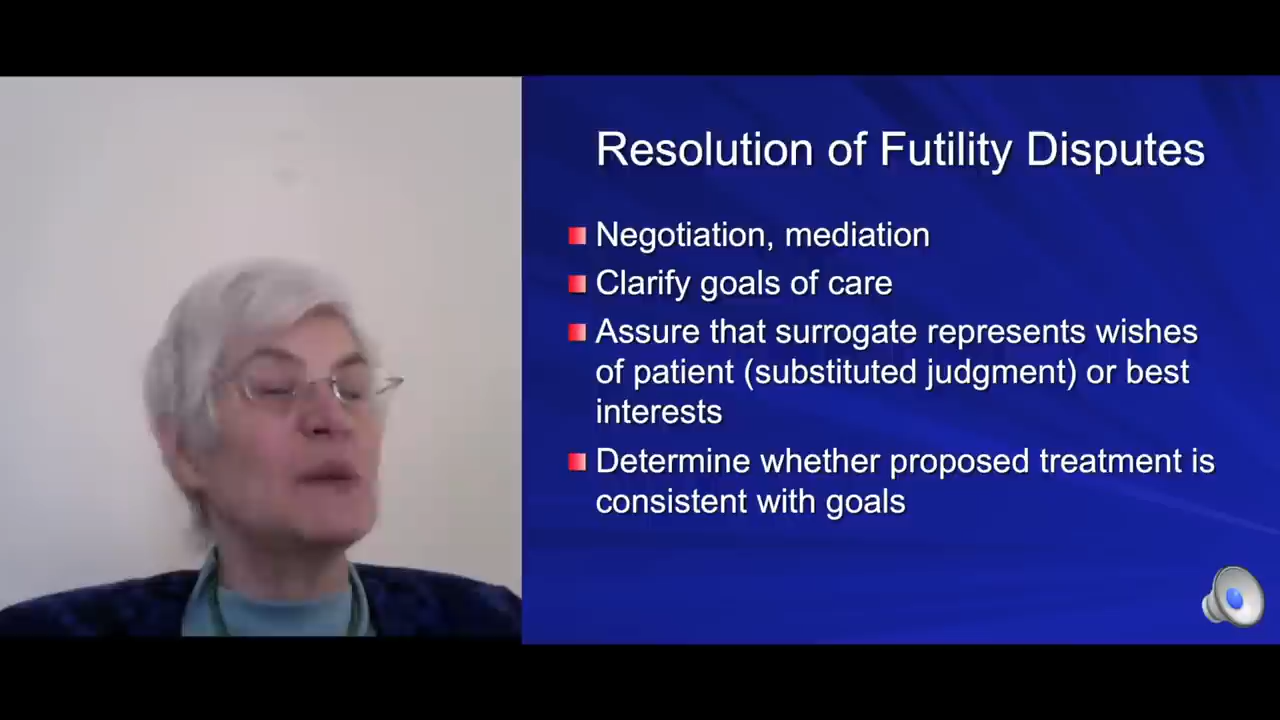 Resolution of Futility Disputes
Negotiation, mediation
Clarify goals of care
Assure that surrogate represents wishes
of patient (substituted judgment) or best
interests
Determine whether proposed treatment is
consistent with goals